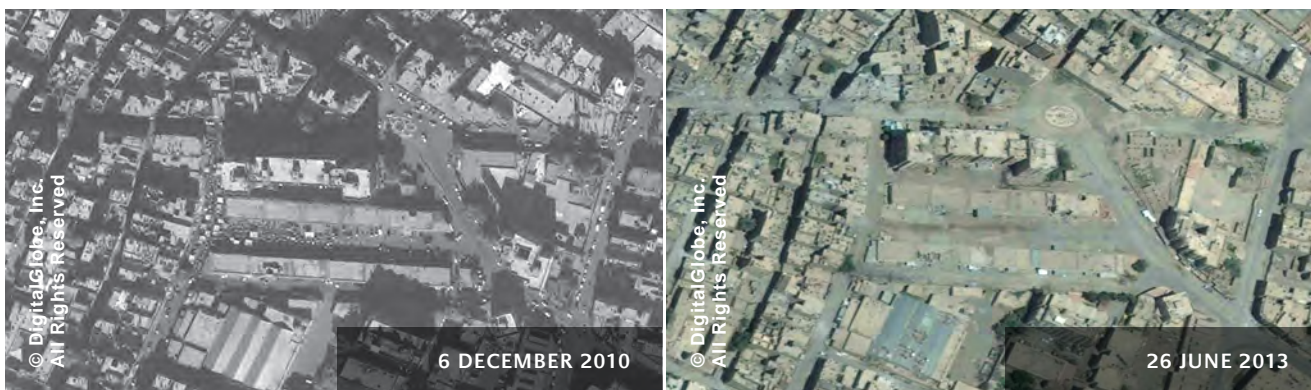 © DigitalGlobe, Inc.
All Rights Reserved
6 DECEMBER 2010
© DigitalGlobe, Inc.
All Rights Reserved
26 JUNE 2013